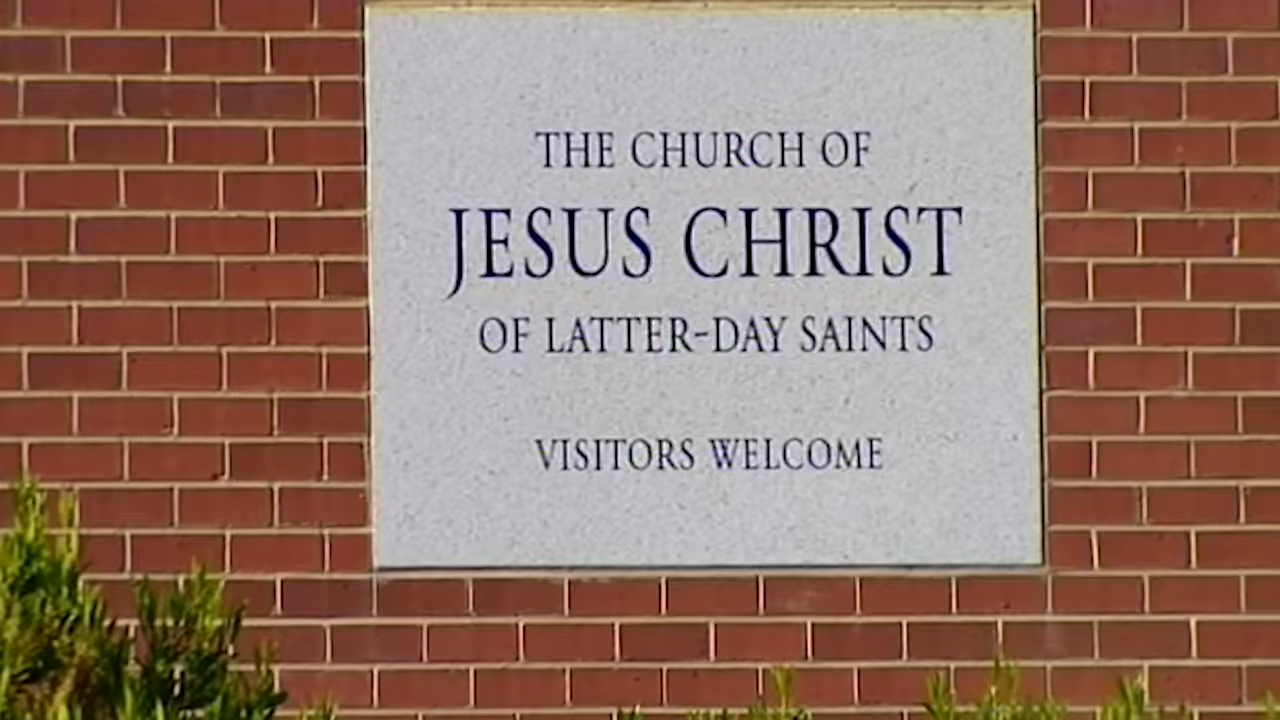 THE CHURCH OF
JESUS CHRIST
OF LATTER-DAY SAINTS
VISITORS WELCOME